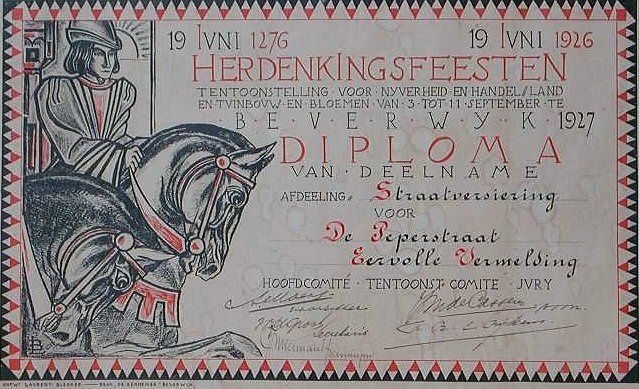 19 IVNI 1276
19 IVNI 1926
HERDENKINGSFEESTEN
TENTOONSTELLING · VOOR · NYVERHEID · EN · HANDEL/LAND
EN · TVINBOVW · EN · BLOEMEN · VAN · 3 · TOT · 11 · SEPTEMBER · TE
BEVERWYK 1927
DIPLOMA
VAN · DEELNAME
AFDEELING · Straatversiering
VOOR
De Peperstraat
Eervolle Vermelding
HOOFDCOMITÉ · TENTOONST COMITÉ · JVRY